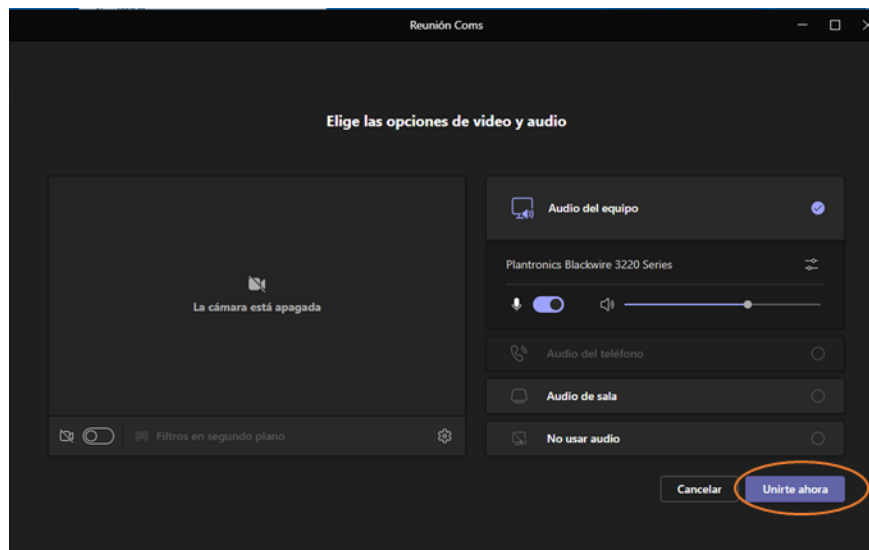 Reunión Coms
Elige las opciones de video y audio
La cámara está apagada
Filtros en segundo plano
Audio del equipo
Plantronics Blackwire 3220 Series
Audio del teléfono
Audio de sala
No usar audio
Cancelar
Unirte ahora